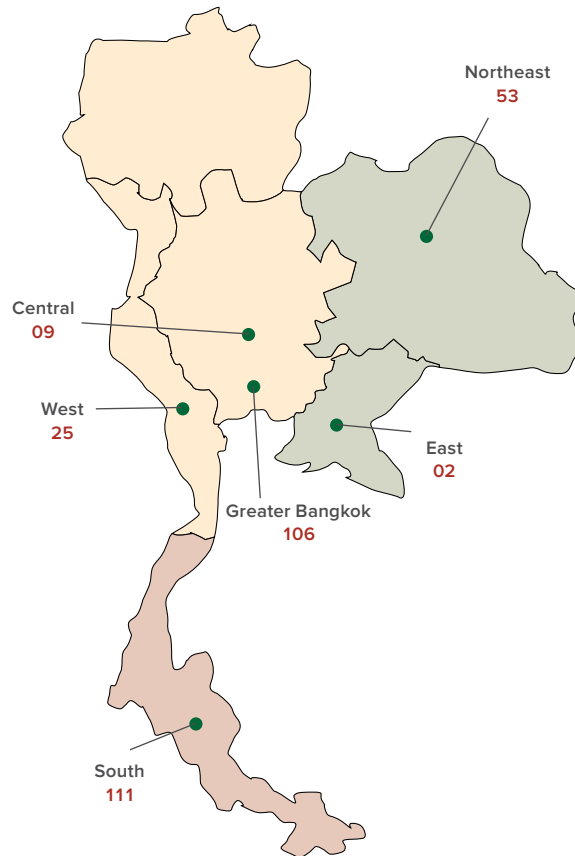 Northeast
53
Central
09
West
25
East
02
Greater Bangkok
106
South
111